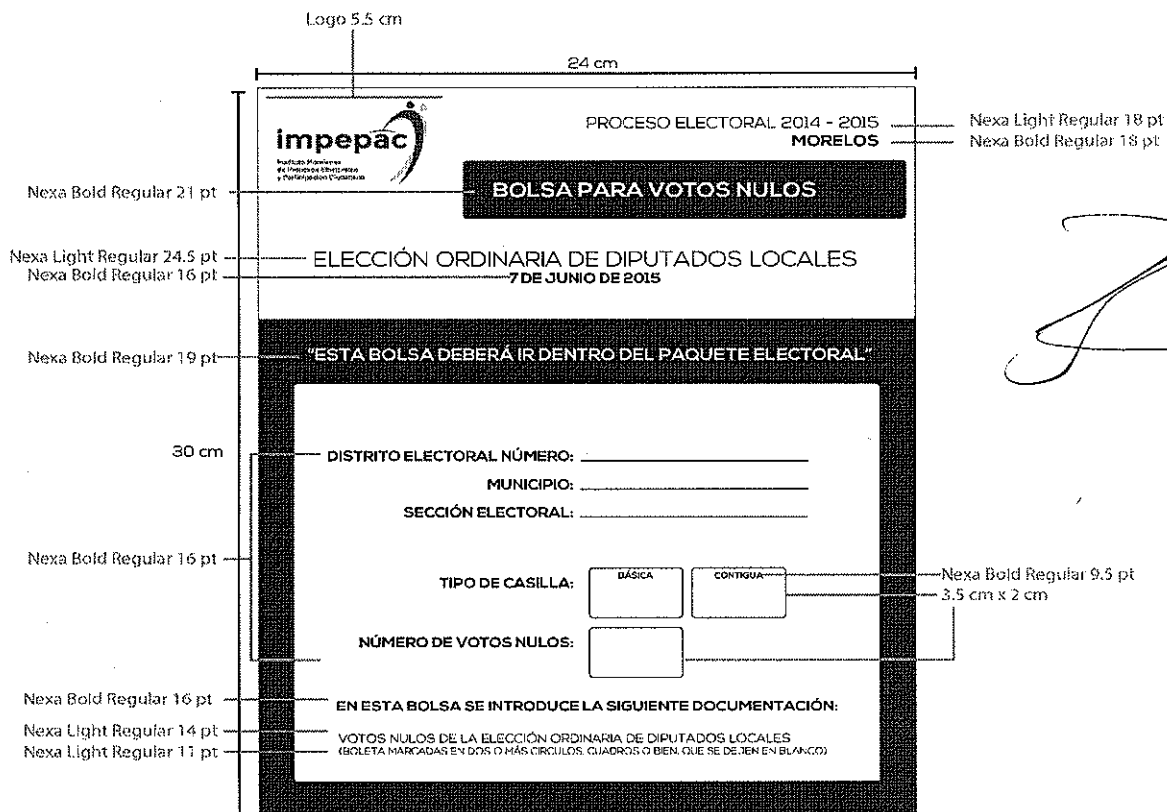 Logo 5.5 cm
24 cm
impepac
Instituto Morelense
de Procesos Electorales
y Participación Ciudadana
PROCESO ELECTORAL 2014 - 2015
MORELOS
Nexa Light Regular 18 pt
Nexa Bold Regular 18 pt
Nexa Bold Regular 21 pt
BOLSA PARA VOTOS NULOS
Nexa Light Regular 24.5 pt
ELECCIÓN ORDINARIA DE DIPUTADOS LOCALES
Nexa Bold Regular 16 pt
7 DE JUNIO DE 2015
Nexa Bold Regular 19 pt
"ESTA BOLSA DEBERÁ IR DENTRO DEL PAQUETE ELECTORAL"
30 cm
DISTRITO ELECTORAL NÚMERO:
MUNICIPIO:
SECCIÓN ELECTORAL:
Nexa Bold Regular 16 pt
TIPO DE CASILLA:
BÁSICA
CONTIGUA
Nexa Bold Regular 9.5 pt
3.5 cm x 2 cm
NÚMERO DE VOTOS NULOS:
Nexa Bold Regular 16 pt
EN ESTA BOLSA SE INTRODUCE LA SIGUIENTE DOCUMENTACIÓN:
Nexa Light Regular 14 pt
VOTOS NULOS DE LA ELECCIÓN ORDINARIA DE DIPUTADOS LOCALES
Nexa Light Regular 11 pt
(BOLETA MARCADAS EN DOS O MÁS CIRCULOS, CUADROS O BIEN, QUE SE DEJEN EN BLANCO)